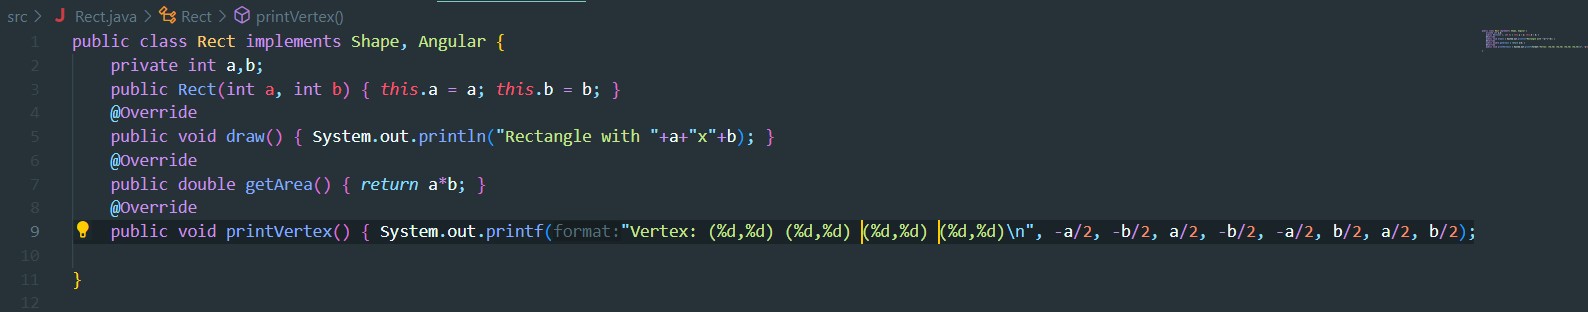 src > J Rect.java > Rect > printVertex()
1 public class Rect implements Shape, Angular {
2 private int a,b;
3 public Rect(int a, int b) { this.a = a; this.b = b; }
4 @Override
5 public void draw() { System.out.println("Rectangle with "+a+"x"+b); }
6 @Override
7 public double getArea() { return a*b; }
8 @Override
9 public void printVertex() { System.out.printf(format:"Vertex: (%d,%d) (%d,%d) (%d,%d) (%d,%d)\n", -a/2, -b/2, a/2, -b/2, -a/2, b/2, a/2, b/2);
10
11 }
12